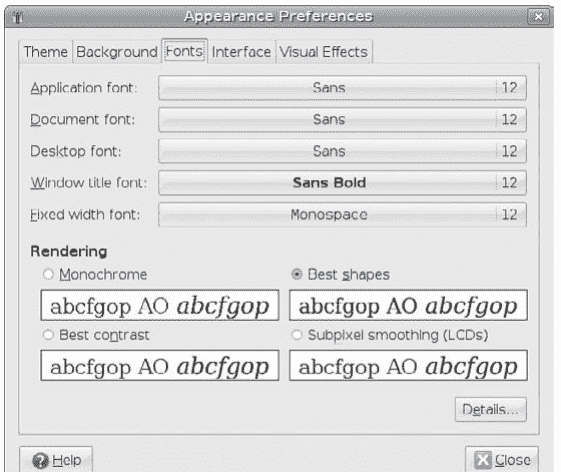 Appearance Preferences
Theme Background Fonts Interface Visual Effects
Application font: Sans 12
Document font: Sans 12
Desktop font: Sans 12
Window title font: Sans Bold 12
Fixed width font: Monospace 12
Rendering
Monochrome Best shapes
abcfgop AO abcfgop abcfgop AO abcfgop
Best contrast Subpixel smoothing (LCDs)
abcfgop AO abcfgop abcfgop AO abcfgop
Details...
Help Close